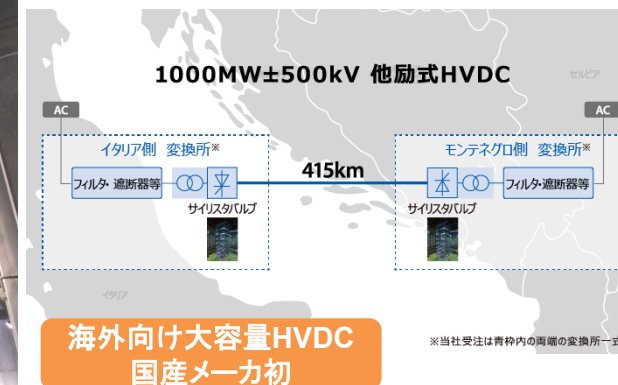 1000MW±500kV 他励式HVDC
セルビア
AC
AC
イタリア側 変換所※
モンテネグロ側 変換所※
フィルタ・遮断器等
415km
フィルタ・遮断器等
サイリスタバルブ
サイリスタバルブ
イタリア
海外向け大容量HVDC
国産メーカ初
※当社受注は青枠内の両端の変換所一式